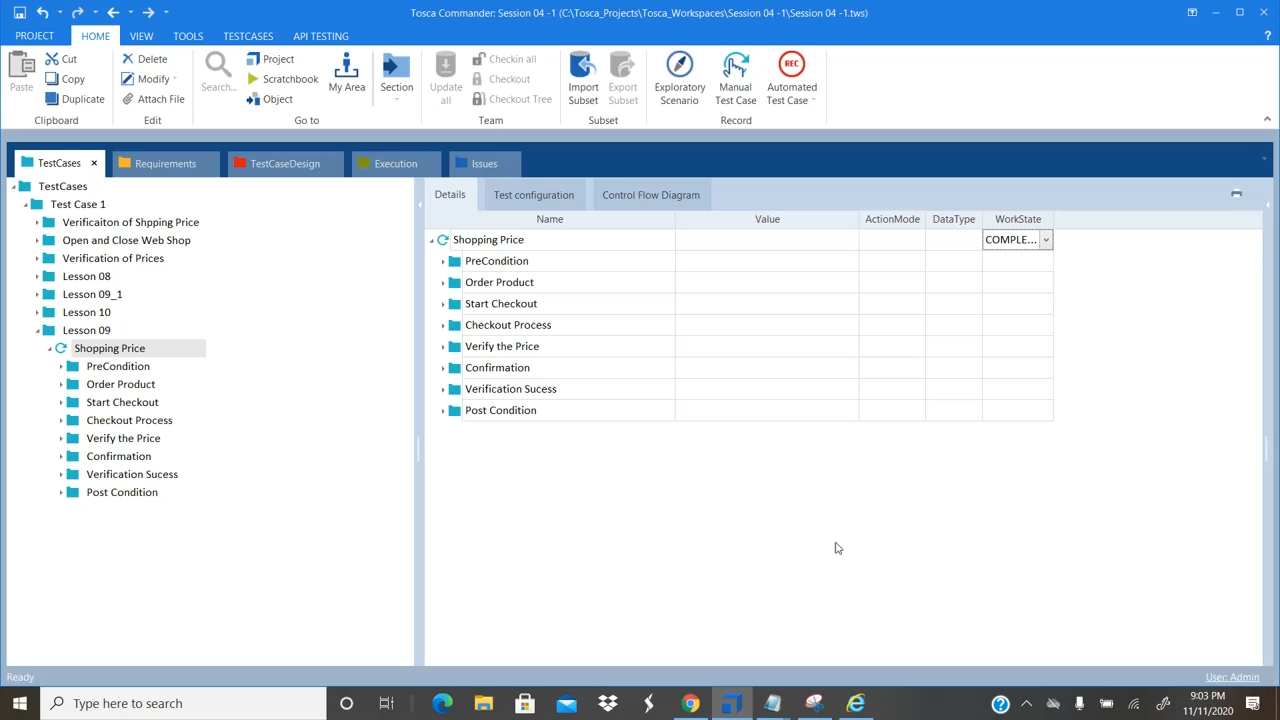 Tosca Commander: Session 04 -1 (C:\Tosca_Projects\Tosca_Workspaces\Session 04 -1\Session 04 -1.tws)
PROJECT HOME VIEW TOOLS TESTCASES API TESTING ?
Paste
Cut
Copy
Duplicate
Clipboard
Delete
Modify
Attach File
Edit
Search...
Project
Scratchbook
Object
My Area
Section
Go to
Update all
Checkin all
Checkout
Checkout Tree
Team
Import Subset
Export Subset
Subset
Exploratory Scenario
Manual Test Case
REC
Automated Test Case
Record
TestCases × Requirements TestCaseDesign Execution Issues
TestCases
Test Case 1
Verificaiton of Shpping Price
Open and Close Web Shop
Verification of Prices
Lesson 08
Lesson 09_1
Lesson 10
Lesson 09
Shopping Price
PreCondition
Order Product
Start Checkout
Checkout Process
Verify the Price
Confirmation
Verification Sucess
Post Condition
Details Test configuration Control Flow Diagram
Name Value ActionMode DataType WorkState
Shopping Price COMPLE...
PreCondition
Order Product
Start Checkout
Checkout Process
Verify the Price
Confirmation
Verification Sucess
Post Condition
Ready User: Admin
Type here to search
9:03 PM
11/11/2020